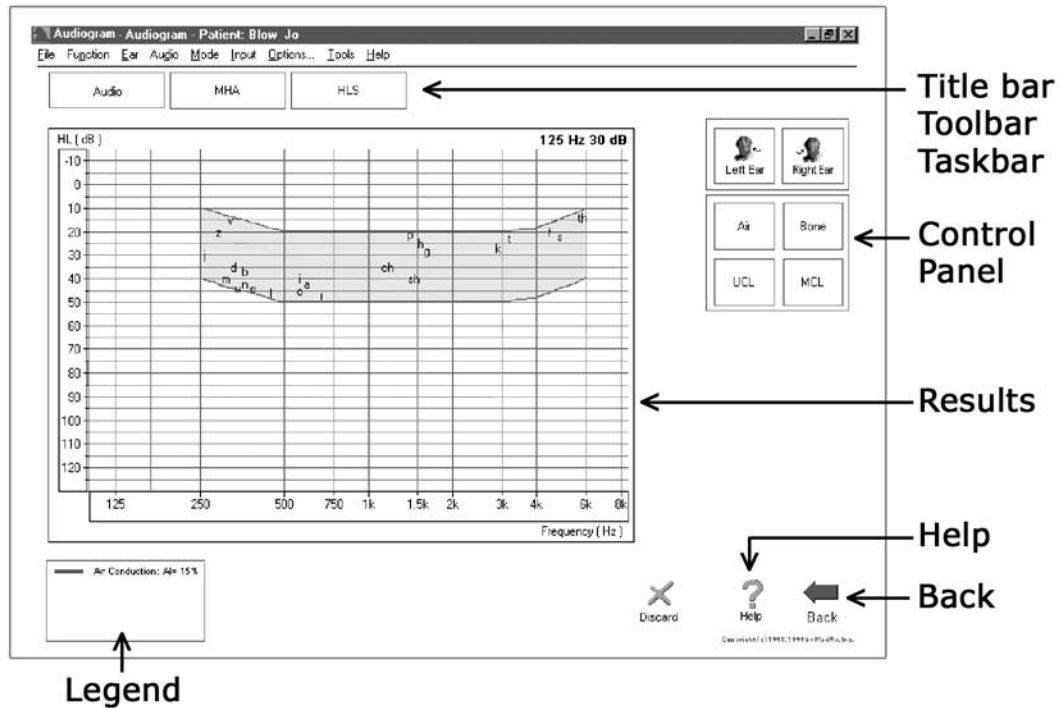 Audiogram - Audiogram - Patient: Blow Jo
File Function Ear Audio Mode Input Options... Tools Help
Audio MHA HLS
Title bar
Toolbar
Taskbar
HL ( dB ) 125 Hz 30 dB
Left Ear Right Ear
Air Bone
UCL MCL
Control
Panel
-10
0
10
20
30
40
50
60
70
80
90
100
110
120
v
z
i
d b
m
n
l
i
a
o
p
h
g
k
t
ch
sh
f
s
th
Results
125 250 500 750 1k 1.5k 2k 3k 4k 6k 8k
Frequency ( Hz )
Air Conduction: AI= 15%
Discard Help Back
Help
Back
Legend